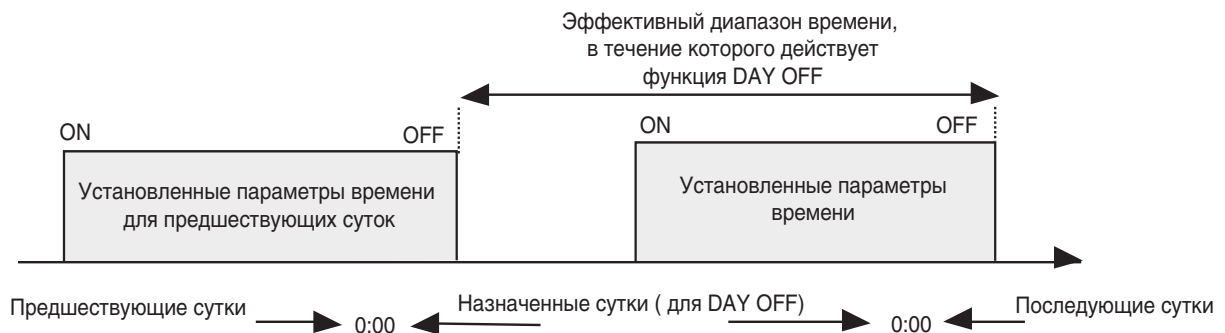 Эффективный диапазон времени,
в течение которого действует
функция DAY OFF
ON
OFF
ON
OFF
Установленные параметры времени
для предшествующих суток
Установленные параметры
времени
Предшествующие сутки
0:00
Назначенные сутки ( для DAY OFF)
0:00
Последующие сутки